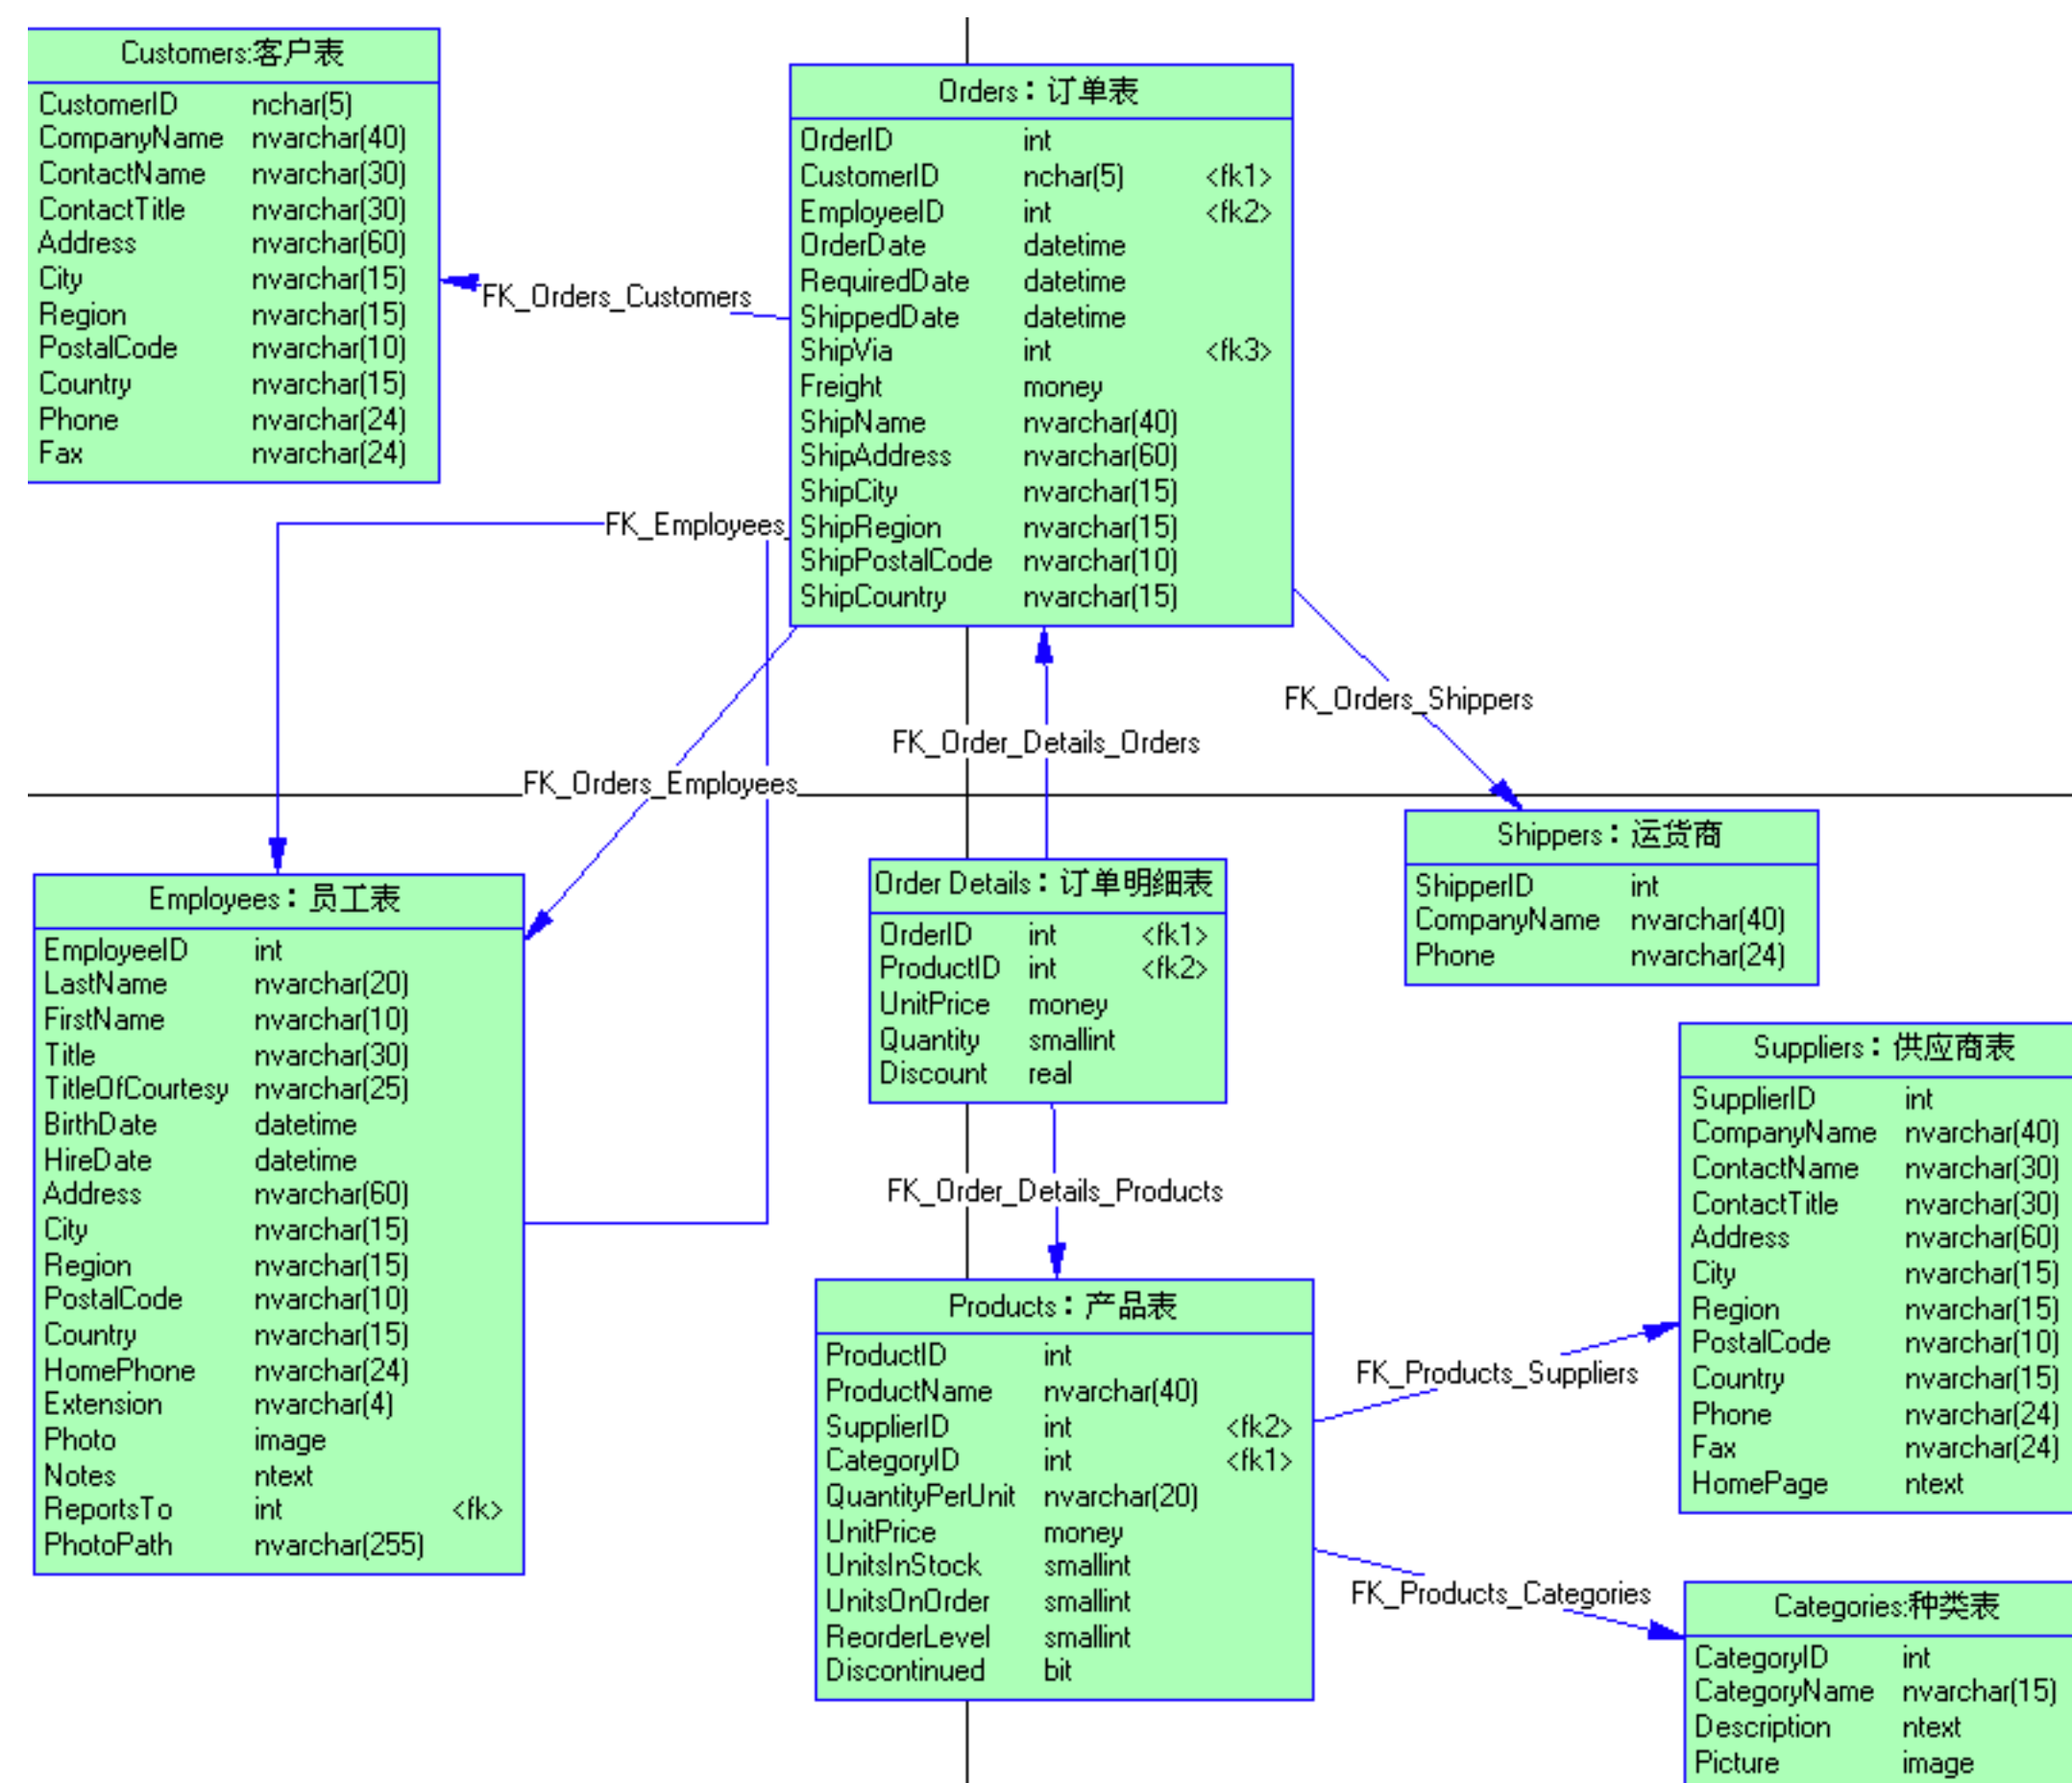 Customers:客户表
CustomerID nchar(5)
CompanyName nvarchar(40)
ContactName nvarchar(30)
ContactTitle nvarchar(30)
Address nvarchar(60)
City nvarchar(15)
Region nvarchar(15)
PostalCode nvarchar(10)
Country nvarchar(15)
Phone nvarchar(24)
Fax nvarchar(24)
Orders：订单表
OrderID int
CustomerID nchar(5) <fk1>
EmployeeID int <fk2>
OrderDate datetime
RequiredDate datetime
ShippedDate datetime
ShipVia int <fk3>
Freight money
ShipName nvarchar(40)
ShipAddress nvarchar(60)
ShipCity nvarchar(15)
ShipRegion nvarchar(15)
ShipPostalCode nvarchar(10)
ShipCountry nvarchar(15)
FK_Orders_Customers
FK_Employees_
FK_Orders_Shippers
FK_Order_Details_Orders
FK_Orders_Employees
Employees：员工表
EmployeeID int
LastName nvarchar(20)
FirstName nvarchar(10)
Title nvarchar(30)
TitleOfCourtesy nvarchar(25)
BirthDate datetime
HireDate datetime
Address nvarchar(60)
City nvarchar(15)
Region nvarchar(15)
PostalCode nvarchar(10)
Country nvarchar(15)
HomePhone nvarchar(24)
Extension nvarchar(4)
Photo image
Notes ntext
ReportsTo int <fk>
PhotoPath nvarchar(255)
Order Details：订单明细表
OrderID int <fk1>
ProductID int <fk2>
UnitPrice money
Quantity smallint
Discount real
Shippers：运货商
ShipperID int
CompanyName nvarchar(40)
Phone nvarchar(24)
FK_Order_Details_Products
Products：产品表
ProductID int
ProductName nvarchar(40)
SupplierID int <fk2>
CategoryID int <fk1>
QuantityPerUnit nvarchar(20)
UnitPrice money
UnitsInStock smallint
UnitsOnOrder smallint
ReorderLevel smallint
Discontinued bit
FK_Products_Suppliers
FK_Products_Categories
Suppliers：供应商表
SupplierID int
CompanyName nvarchar(40)
ContactName nvarchar(30)
ContactTitle nvarchar(30)
Address nvarchar(60)
City nvarchar(15)
Region nvarchar(15)
PostalCode nvarchar(10)
Country nvarchar(15)
Phone nvarchar(24)
Fax nvarchar(24)
HomePage ntext
Categories:种类表
CategoryID int
CategoryName nvarchar(15)
Description ntext
Picture image